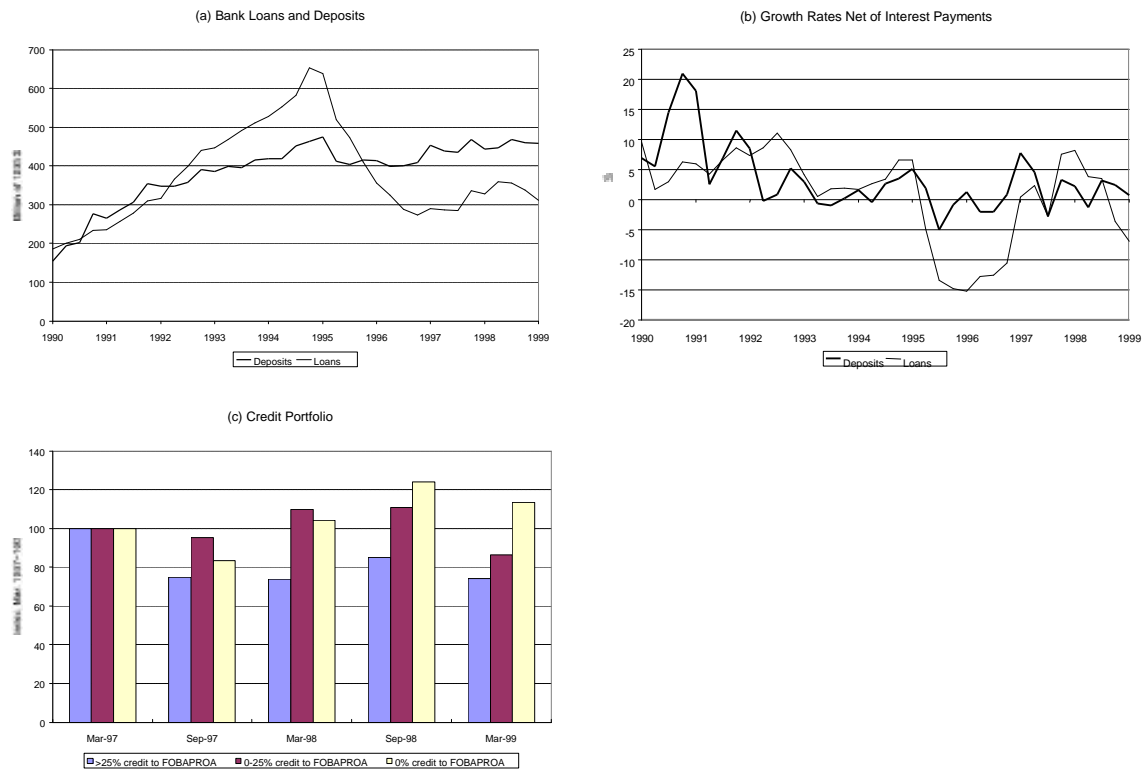 (a) Bank Loans and Deposits
700
600
500
400
300
200
100
0
1990 1991 1992 1993 1994 1995 1996 1997 1998 1999
Deposits Loans
(b) Growth Rates Net of Interest Payments
25
20
15
10
5
0
-5
-10
-15
-20
1990 1991 1992 1993 1994 1995 1996 1997 1998 1999
Deposits Loans
(c) Credit Portfolio
140
120
100
80
60
40
20
0
Mar-97 Sep-97 Mar-98 Sep-98 Mar-99
>25% credit to FOBAPROA 0-25% credit to FOBAPROA 0% credit to FOBAPROA